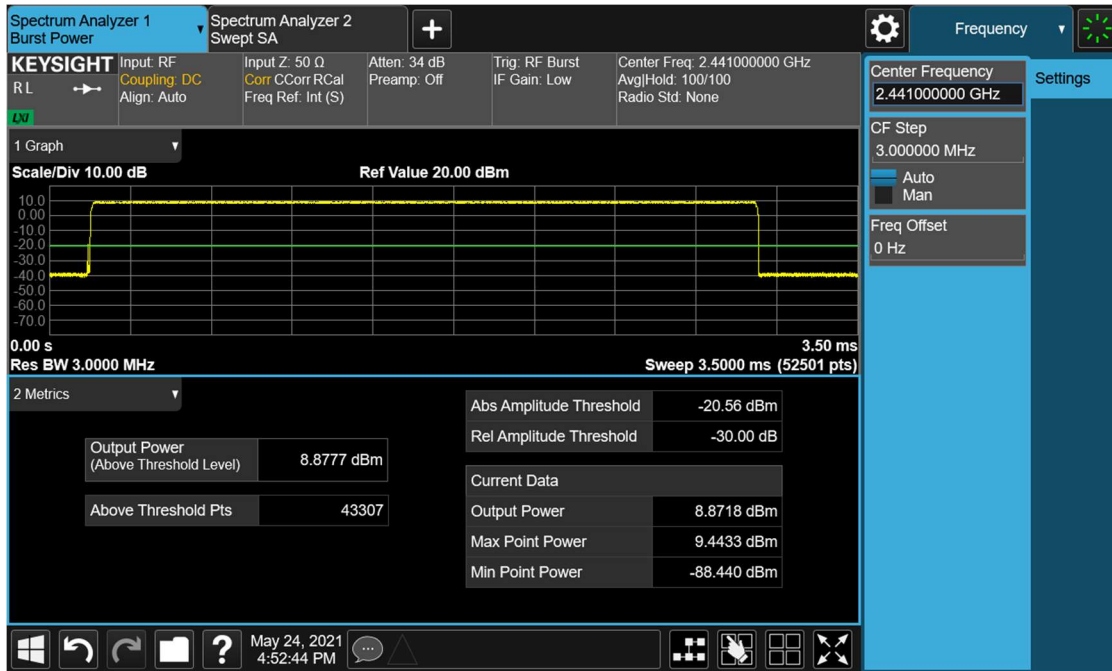 Spectrum Analyzer 1
Burst Power
Spectrum Analyzer 2
Swept SA
Frequency
KEYSIGHT
R L
LXI
Input: RF
Coupling: DC
Align: Auto
Input Z: 50 Ω
Corr CCorr RCal
Freq Ref: Int (S)
Atten: 34 dB
Preamp: Off
Trig: RF Burst
IF Gain: Low
Center Freq: 2.441000000 GHz
Avg|Hold: 100/100
Radio Std: None
Center Frequency
2.441000000 GHz
Settings
CF Step
3.000000 MHz
Auto
Man
Freq Offset
0 Hz
1 Graph
Scale/Div 10.00 dB
Ref Value 20.00 dBm
10.0
0.00
-10.0
-20.0
-30.0
-40.0
-50.0
-60.0
-70.0
0.00 s
3.50 ms
Res BW 3.0000 MHz
Sweep 3.5000 ms (52501 pts)
2 Metrics
Output Power
(Above Threshold Level)
8.8777 dBm
Above Threshold Pts
43307
Abs Amplitude Threshold
-20.56 dBm
Rel Amplitude Threshold
-30.00 dB
Current Data
Output Power
8.8718 dBm
Max Point Power
9.4433 dBm
Min Point Power
-88.440 dBm
?
May 24, 2021
4:52:44 PM